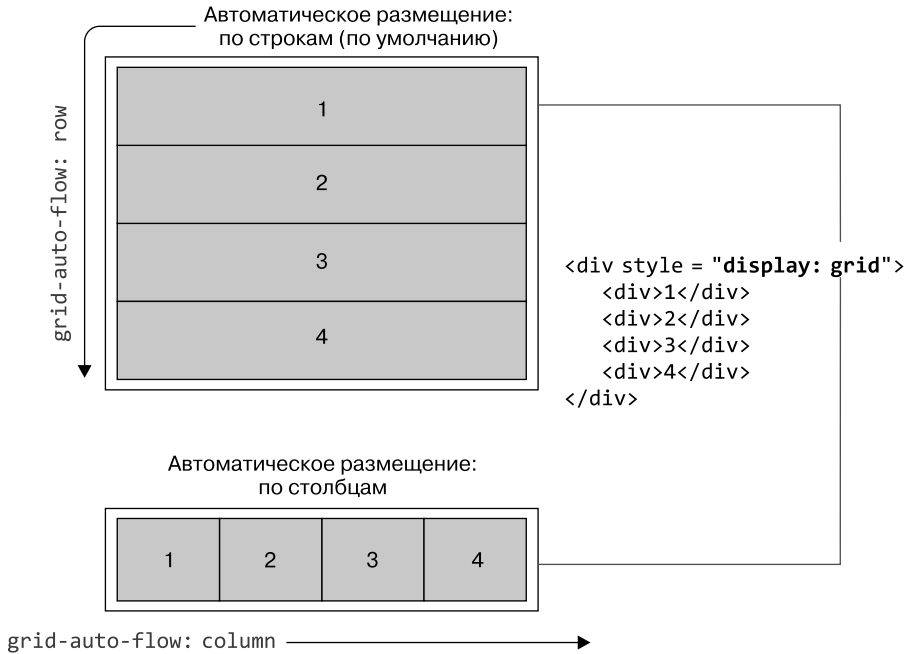 Автоматическое размещение:
по строкам (по умолчанию)
grid-auto-flow: row
1
2
3
4
<div style = "display: grid">
<div>1</div>
<div>2</div>
<div>3</div>
<div>4</div>
</div>
Автоматическое размещение:
по столбцам
1 2 3 4
grid-auto-flow: column